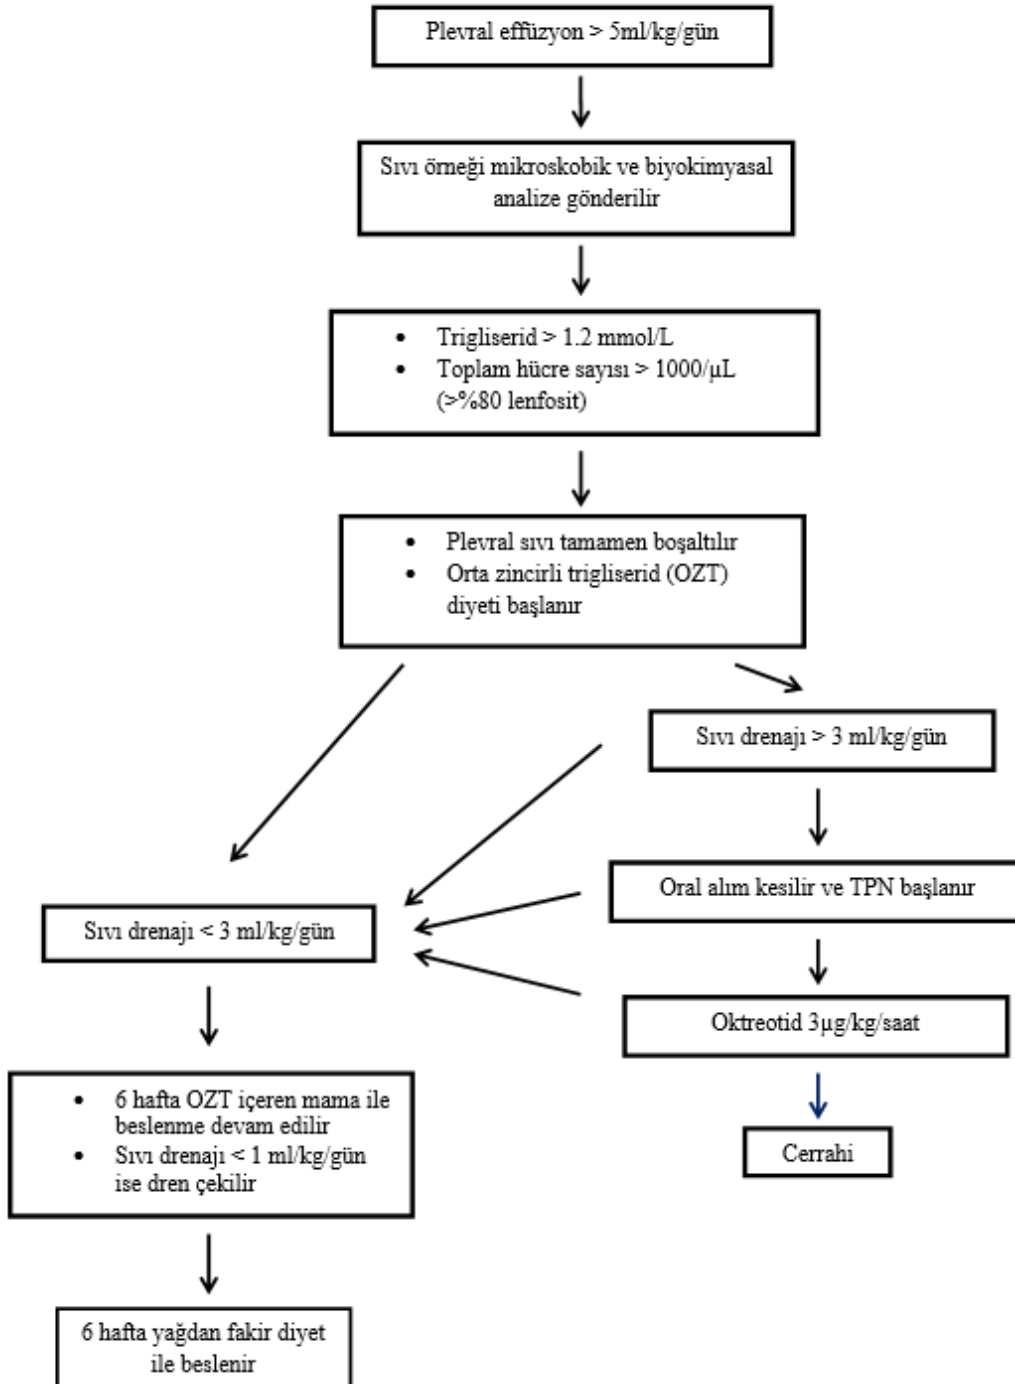 Plevral effüzyon > 5ml/kg/gün
Sıvı örneği mikroskobik ve biyokimyasal
analize gönderilir
• Trigliserid > 1.2 mmol/L
• Toplam hücre sayısı > 1000/μL
(>%80 lenfosit)
• Plevral sıvı tamamen boşaltılır
• Orta zincirli trigliserid (OZT)
diyeti başlanır
Sıvı drenajı > 3 ml/kg/gün
Oral alım kesilir ve TPN başlanır
Sıvı drenajı < 3 ml/kg/gün
Oktreotid 3μg/kg/saat
• 6 hafta OZT içeren mama ile
beslenme devam edilir
• Sıvı drenajı < 1 ml/kg/gün
ise dren çekilir
Cerrahi
6 hafta yağdan fakir diyet
ile beslenir